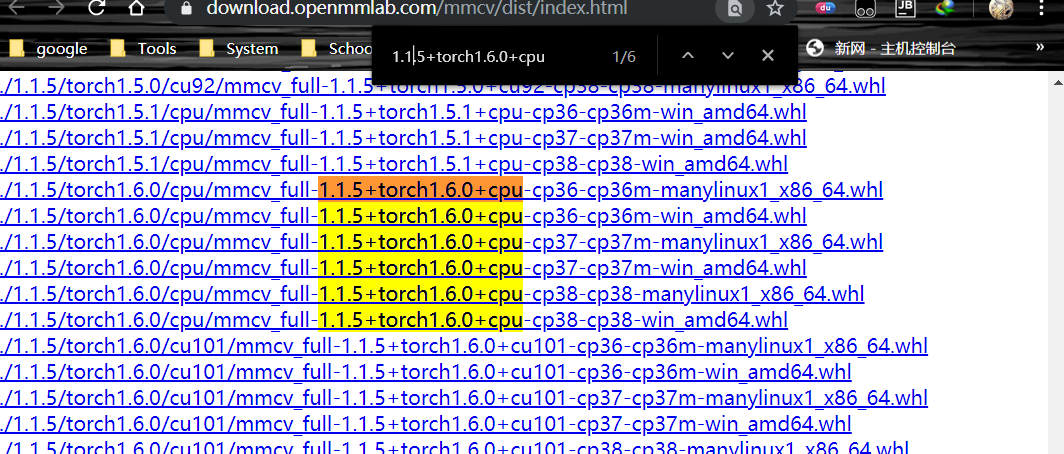 download.openmmlab.com/mmcv/dist/index.html
google
Tools
System
Schoo
1.1.5+torch1.6.0+cpu
1/6
新网 - 主机控制台
»
./1.1.5/torch1.5.0/cu92/mmcv_full-1.1.5+torch1.5.0+cu92-cp38-cp38-manylinux1_x86_64.whl
./1.1.5/torch1.5.1/cpu/mmcv_full-1.1.5+torch1.5.1+cpu-cp36-cp36m-win_amd64.whl
./1.1.5/torch1.5.1/cpu/mmcv_full-1.1.5+torch1.5.1+cpu-cp37-cp37m-win_amd64.whl
./1.1.5/torch1.5.1/cpu/mmcv_full-1.1.5+torch1.5.1+cpu-cp38-cp38-win_amd64.whl
./1.1.5/torch1.6.0/cpu/mmcv_full-1.1.5+torch1.6.0+cpu-cp36-cp36m-manylinux1_x86_64.whl
./1.1.5/torch1.6.0/cpu/mmcv_full-1.1.5+torch1.6.0+cpu-cp36-cp36m-win_amd64.whl
./1.1.5/torch1.6.0/cpu/mmcv_full-1.1.5+torch1.6.0+cpu-cp37-cp37m-manylinux1_x86_64.whl
./1.1.5/torch1.6.0/cpu/mmcv_full-1.1.5+torch1.6.0+cpu-cp37-cp37m-win_amd64.whl
./1.1.5/torch1.6.0/cpu/mmcv_full-1.1.5+torch1.6.0+cpu-cp38-cp38-manylinux1_x86_64.whl
./1.1.5/torch1.6.0/cpu/mmcv_full-1.1.5+torch1.6.0+cpu-cp38-cp38-win_amd64.whl
./1.1.5/torch1.6.0/cu101/mmcv_full-1.1.5+torch1.6.0+cu101-cp36-cp36m-manylinux1_x86_64.whl
./1.1.5/torch1.6.0/cu101/mmcv_full-1.1.5+torch1.6.0+cu101-cp36-cp36m-win_amd64.whl
./1.1.5/torch1.6.0/cu101/mmcv_full-1.1.5+torch1.6.0+cu101-cp37-cp37m-manylinux1_x86_64.whl
./1.1.5/torch1.6.0/cu101/mmcv_full-1.1.5+torch1.6.0+cu101-cp37-cp37m-win_amd64.whl
./1.1.5/torch1.6.0/cu101/mmcv_full-1.1.5+torch1.6.0+cu101-cp38-cp38-manylinux1_x86_64.whl